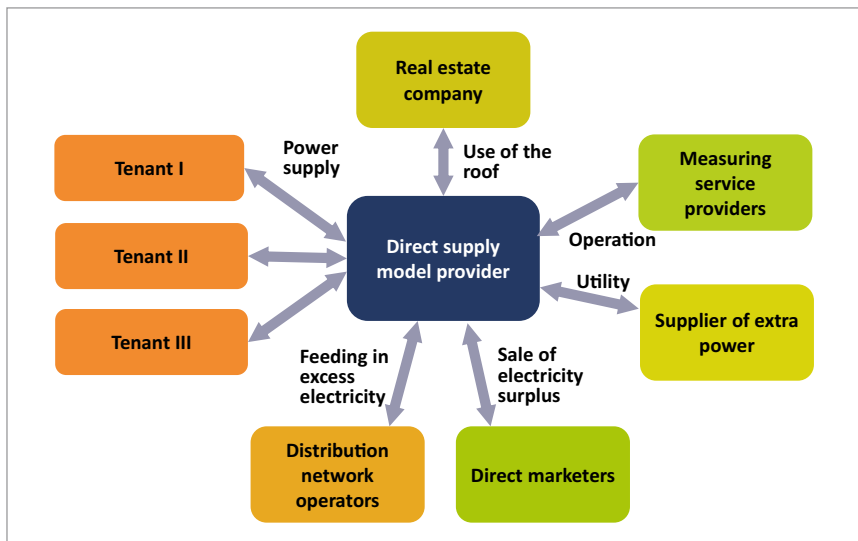 Real estate
company
Power
supply
Use of the
roof
Tenant I
Measuring
service
providers
Tenant II
Direct supply
model provider
Operation
Utility
Tenant III
Supplier of extra
power
Feeding in
excess
electricity
Sale of
electricity
surplus
Distribution
network
operators
Direct marketers